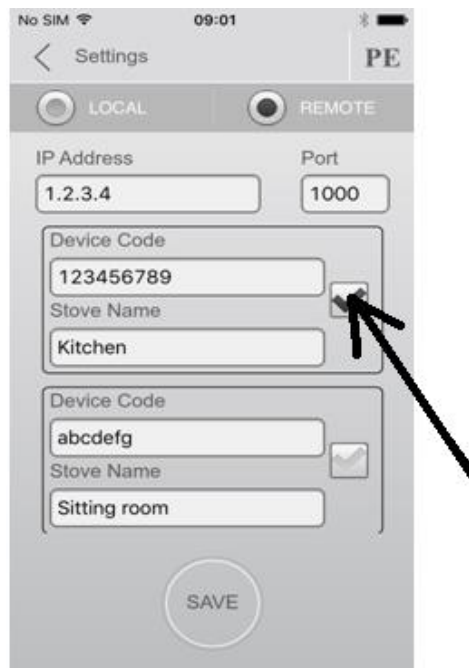 No SIM 09:01
Settings PE
LOCAL REMOTE
IP Address Port
1.2.3.4 1000
Device Code
123456789
Stove Name
Kitchen
Device Code
abcdefg
Stove Name
Sitting room
SAVE